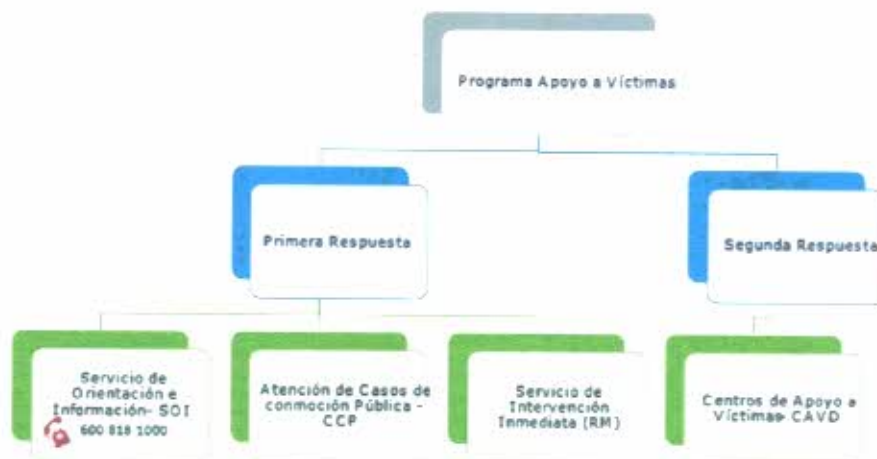 Programa Apoyo a Víctimas
Primera Respuesta
Segunda Respuesta
Servicio de
Orientación e
Información- SOI
600 818 1000
Atención de Casos de
conmoción Pública -
CCP
Servicio de
Intervención
Inmediata (RM)
Centros de Apoyo a
Víctimas- CAVD